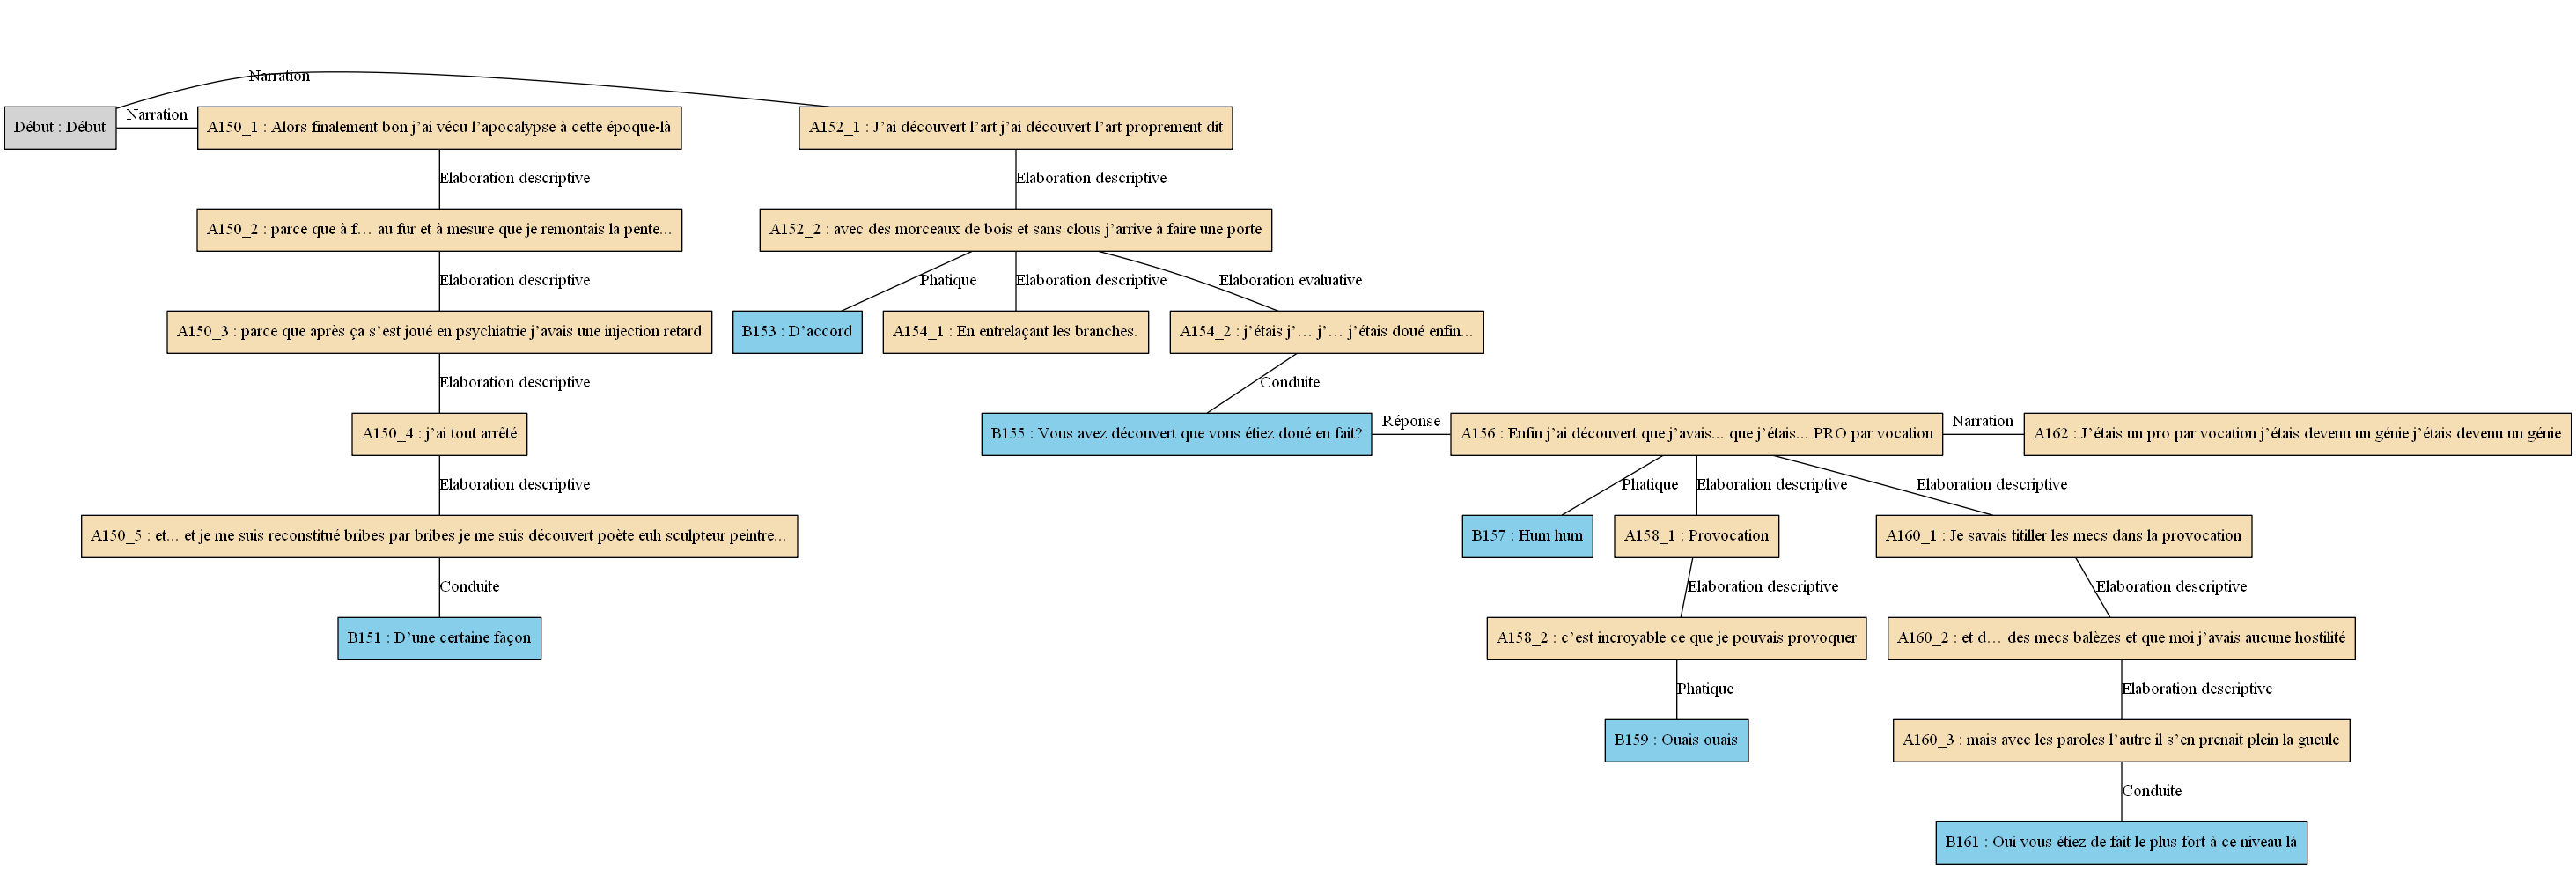 Narration
Début : Début
Narration
A150_1 : Alors finalement bon j’ai vécu l’apocalypse à cette époque-là
A152_1 : J’ai découvert l’art j’ai découvert l’art proprement dit
Elaboration descriptive
Elaboration descriptive
A150_2 : parce que à f… au fur et à mesure que je remontais la pente...
A152_2 : avec des morceaux de bois et sans clous j’arrive à faire une porte
Elaboration descriptive
Phatique
Elaboration descriptive
Elaboration evaluative
A150_3 : parce que après ça s’est joué en psychiatrie j’avais une injection retard
B153 : D’accord
A154_1 : En entrelaçant les branches.
A154_2 : j’étais j’… j’… j’étais doué enfin...
Elaboration descriptive
Conduite
A150_4 : j’ai tout arrêté
B155 : Vous avez découvert que vous étiez doué en fait?
Réponse
A156 : Enfin j’ai découvert que j’avais... que j’étais... PRO par vocation
Narration
A162 : J’étais un pro par vocation j’étais devenu un génie j’étais devenu un génie
Elaboration descriptive
Phatique
Elaboration descriptive
Elaboration descriptive
A150_5 : et... et je me suis reconstitué bribes par bribes je me suis découvert poète euh sculpteur peintre...
B157 : Hum hum
A158_1 : Provocation
A160_1 : Je savais titiller les mecs dans la provocation
Conduite
Elaboration descriptive
Elaboration descriptive
B151 : D’une certaine façon
A158_2 : c’est incroyable ce que je pouvais provoquer
A160_2 : et d… des mecs balèzes et que moi j’avais aucune hostilité
Phatique
Elaboration descriptive
B159 : Ouais ouais
A160_3 : mais avec les paroles l’autre il s’en prenait plein la gueule
Conduite
B161 : Oui vous étiez de fait le plus fort à ce niveau là